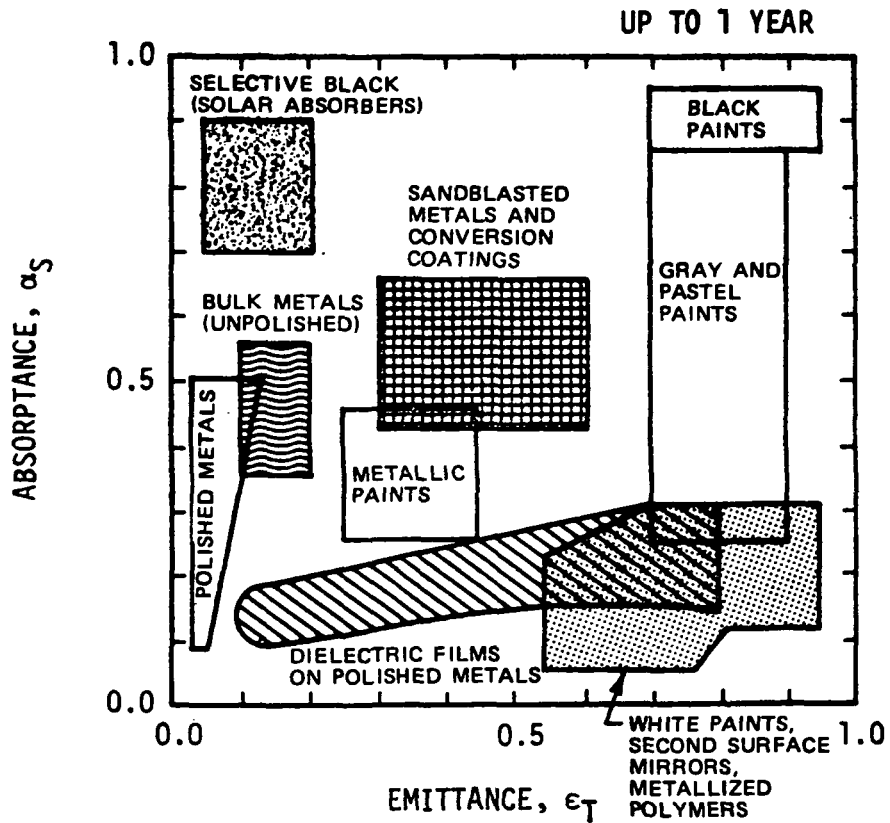 UP TO 1 YEAR
1.0
SELECTIVE BLACK
(SOLAR ABSORBERS)
BLACK
PAINTS
SANDBLASTED
METALS AND
CONVERSION
COATINGS
GRAY AND
PASTEL
PAINTS
BULK METALS
(UNPOLISHED)
ABSORPTANCE, αS
0.5
POLISHED METALS
METALLIC
PAINTS
DIELECTRIC FILMS
ON POLISHED METALS
0.0
0.0
0.5
1.0
WHITE PAINTS,
SECOND SURFACE
MIRRORS,
METALLIZED
POLYMERS
EMITTANCE, εT